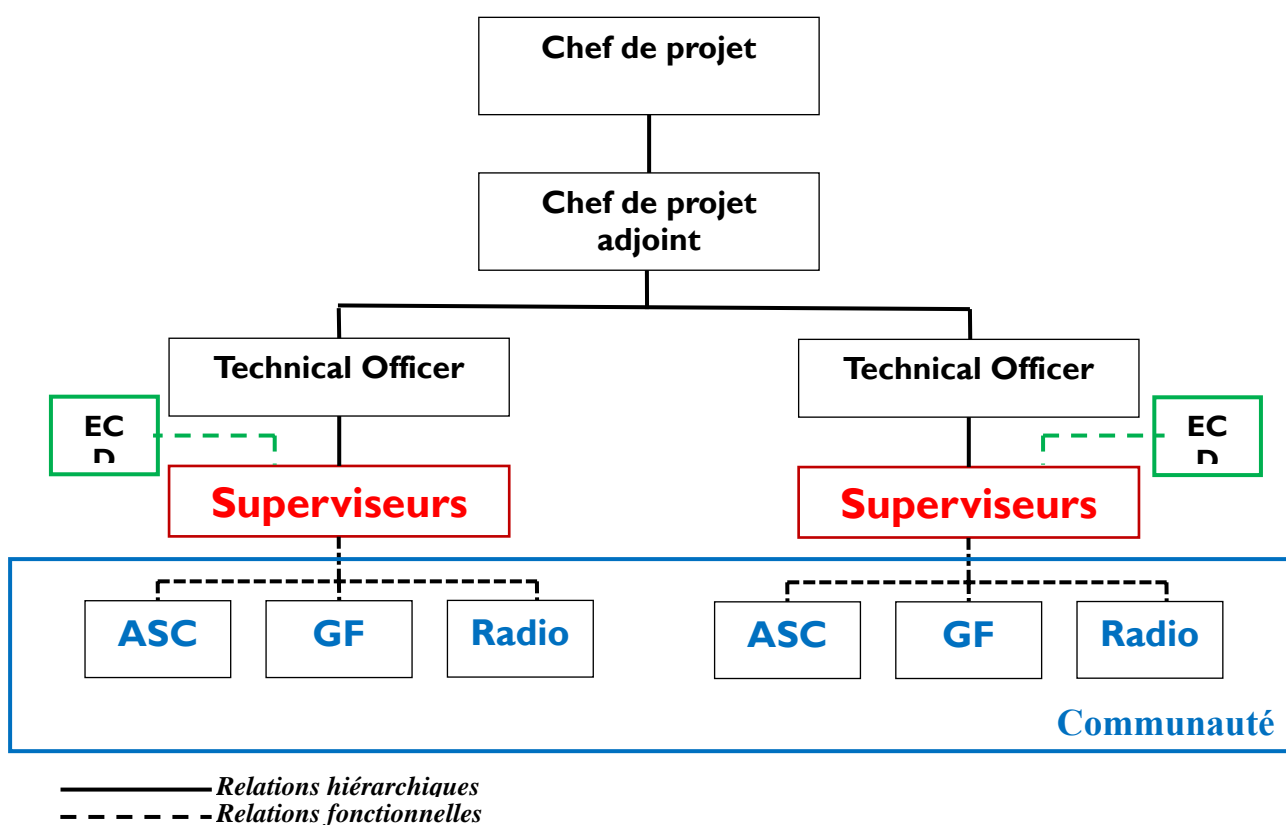 Chef de projet
Chef de projet
adjoint
Technical Officer
Technical Officer
EC
D
EC
D
Superviseurs
Superviseurs
ASC
GF
Radio
ASC
GF
Radio
Communauté
Relations hiérarchiques
Relations fonctionnelles